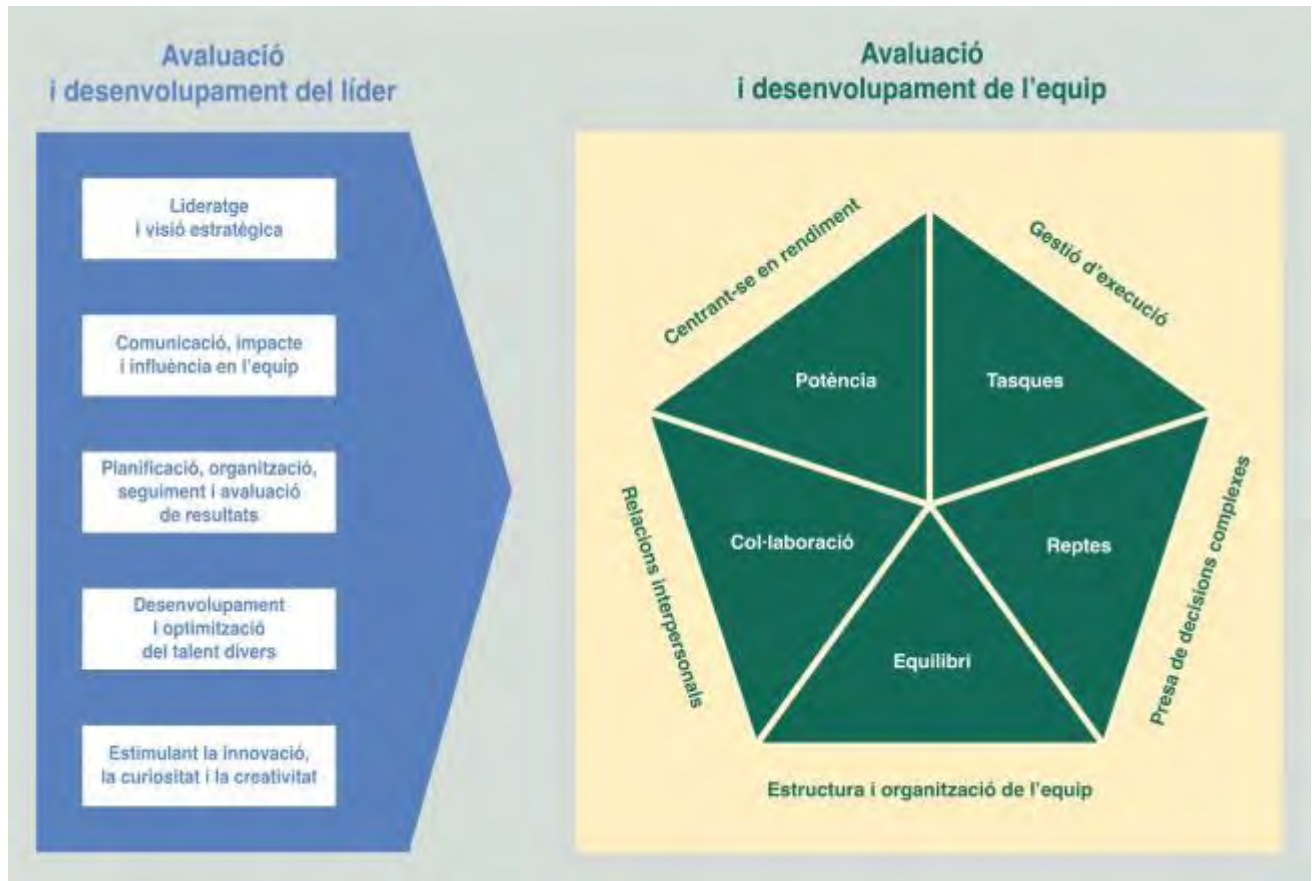 Avaluació
i desenvolupament del líder
Lideratge
i visió estratègica
Comunicació, impacte
i influència en l'equip
Planificació, organització,
seguiment i avaluació
de resultats
Desenvolupament
i optimització
del talent divers
Estimulant la innovació,
la curiositat i la creativitat
Avaluació
i desenvolupament de l'equip
Centrant-se en rendiment
Gestió d'execució
Potència
Tasques
Relacions interpersonals
Col·laboració
Reptes
Presa de decisions complexes
Equilibri
Estructura i organització de l'equip